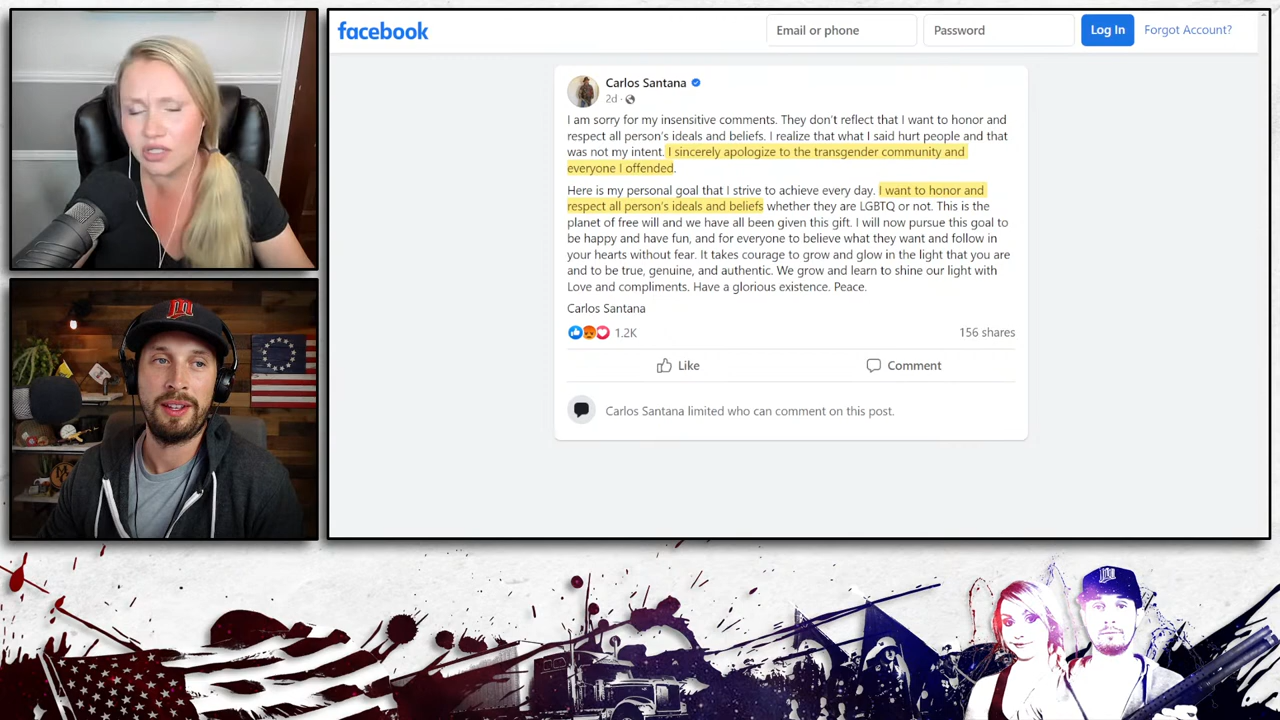 facebook
Email or phone
Password
Log In
Forgot Account?
Carlos Santana
2d
I am sorry for my insensitive comments. They don't reflect that I want to honor and
respect all person's ideals and beliefs. I realize that what I said hurt people and that
was not my intent. I sincerely apologize to the transgender community and
everyone I offended.
Here is my personal goal that I strive to achieve every day. I want to honor and
respect all person's ideals and beliefs whether they are LGBTQ or not. This is the
planet of free will and we have all been given this gift. I will now pursue this goal to
be happy and have fun, and for everyone to believe what they want and follow in
your hearts without fear. It takes courage to grow and glow in the light that you are
and to be true, genuine, and authentic. We grow and learn to shine our light with
Love and compliments. Have a glorious existence. Peace.
Carlos Santana
1.2K
156 shares
Like
Comment
Carlos Santana limited who can comment on this post.